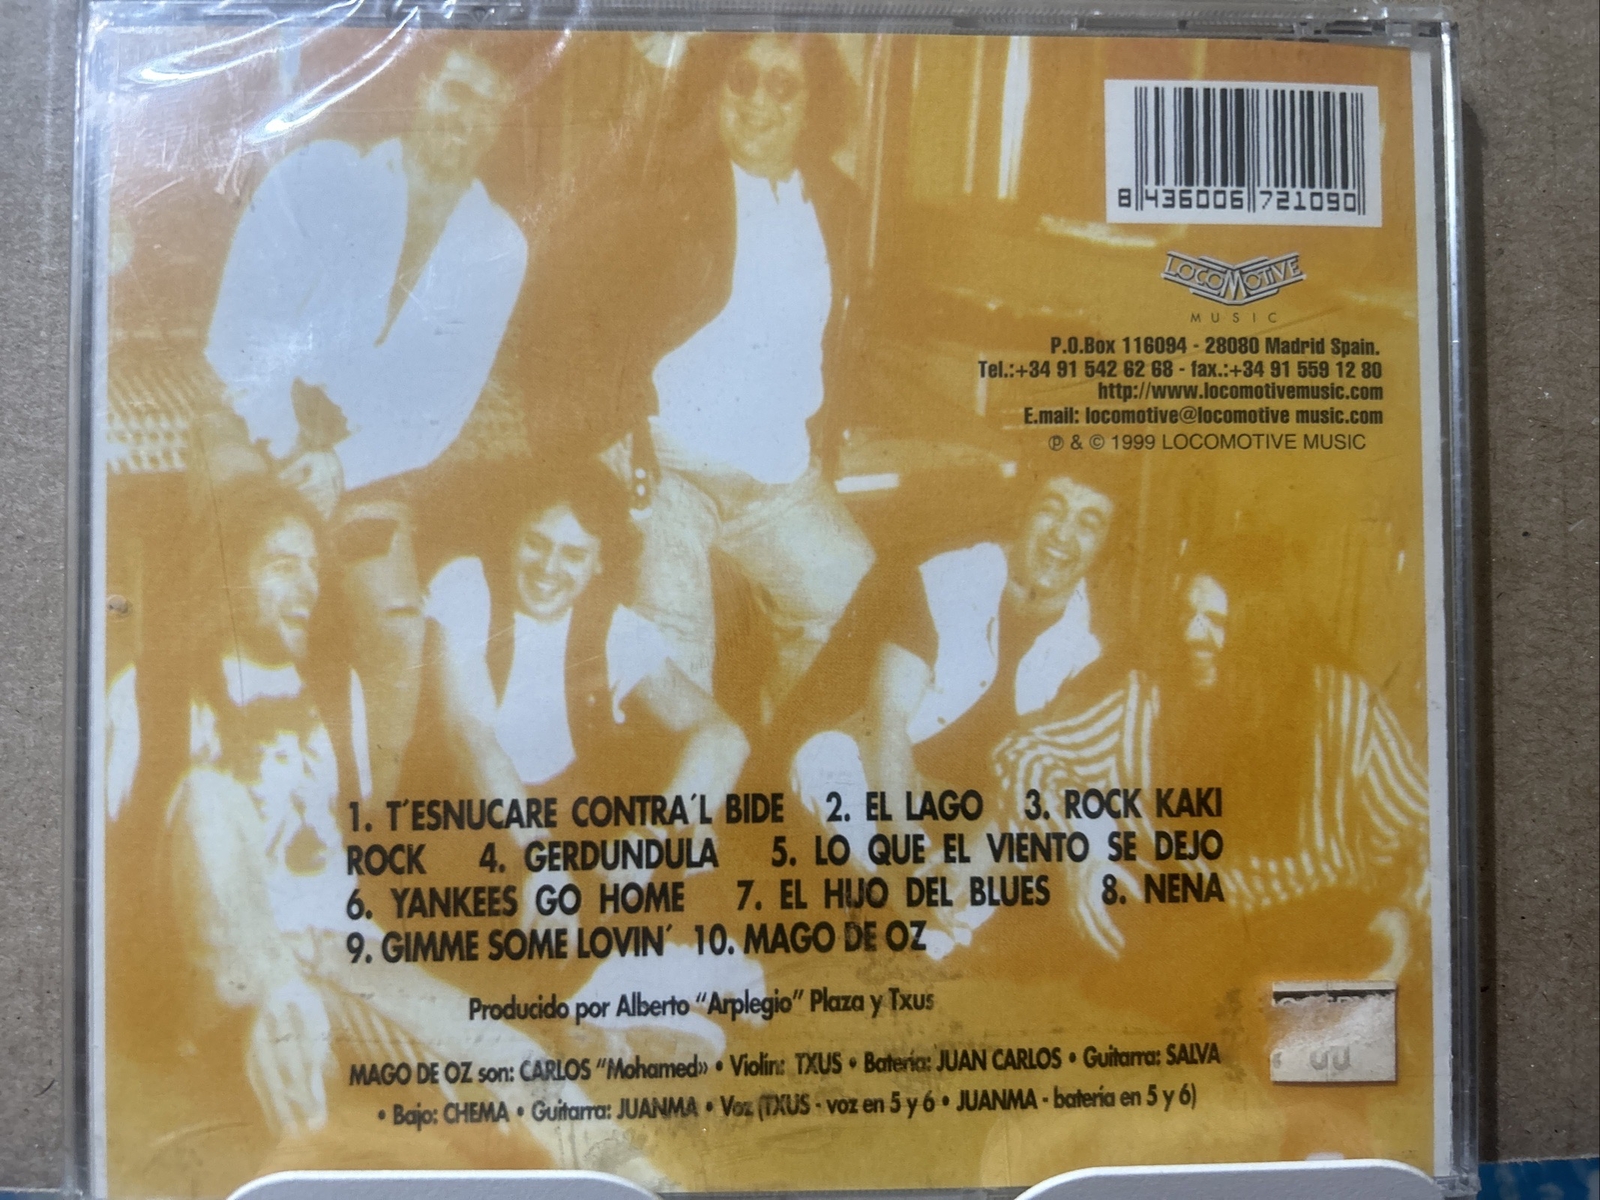 8 436006 721090
LOCOMOTIVE
MUSIC
P.O.Box 116094 - 28080 Madrid Spain.
Tel.:+34 91 542 62 68 - fax.:+34 91 559 12 80
http://www.locomotivemusic.com
E.mail: locomotive@locomotive music.com
℗ & © 1999 LOCOMOTIVE MUSIC
1. T´ESNUCARE CONTRA´L BIDE 2. EL LAGO 3. ROCK KAKI
ROCK 4. GERDUNDULA 5. LO QUE EL VIENTO SE DEJO
6. YANKEES GO HOME 7. EL HIJO DEL BLUES 8. NENA
9. GIMME SOME LOVIN´ 10. MAGO DE OZ
Producido por Alberto “Arplegio” Plaza y Txus
MAGO DE OZ son: CARLOS “Mohamed» • Violín: TXUS • Batería: JUAN CARLOS • Guitarra: SALVA
• Bajo: CHEMA • Guitarra: JUANMA • Voz (TXUS - voz en 5 y 6 • JUANMA - batería en 5 y 6)